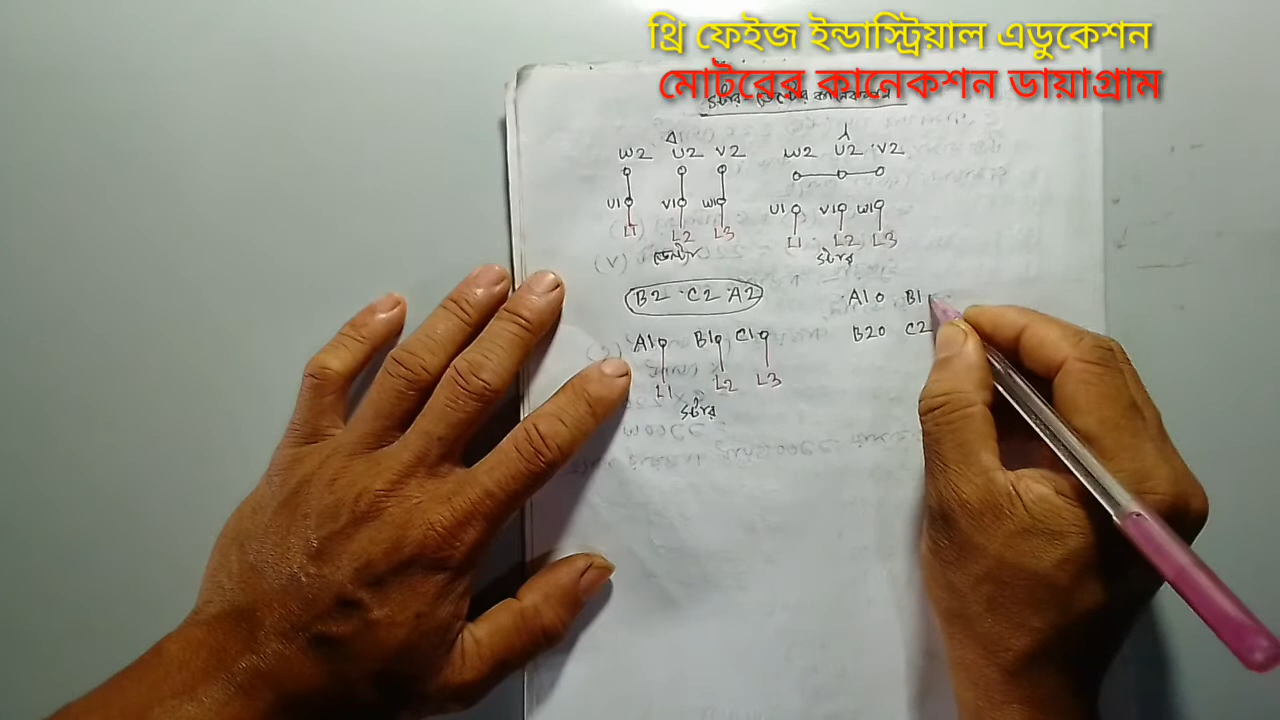 থ্রি ফেইজ ইন্ডাস্ট্রিয়াল এডুকেশন
মোটরের কানেকশন ডায়াগ্রাম
স্টার - ডেল্টার কানেকশন
Δ
W2 U2 V2
U1 V1 W1
L1 L2 L3
ডেল্টা
W2 U2 V2
U1 V1 W1
L1 L2 L3
স্টার
B2 C2 A2
A1 B1 C1
L1 L2 L3
স্টার
A1 B1
B2 C2